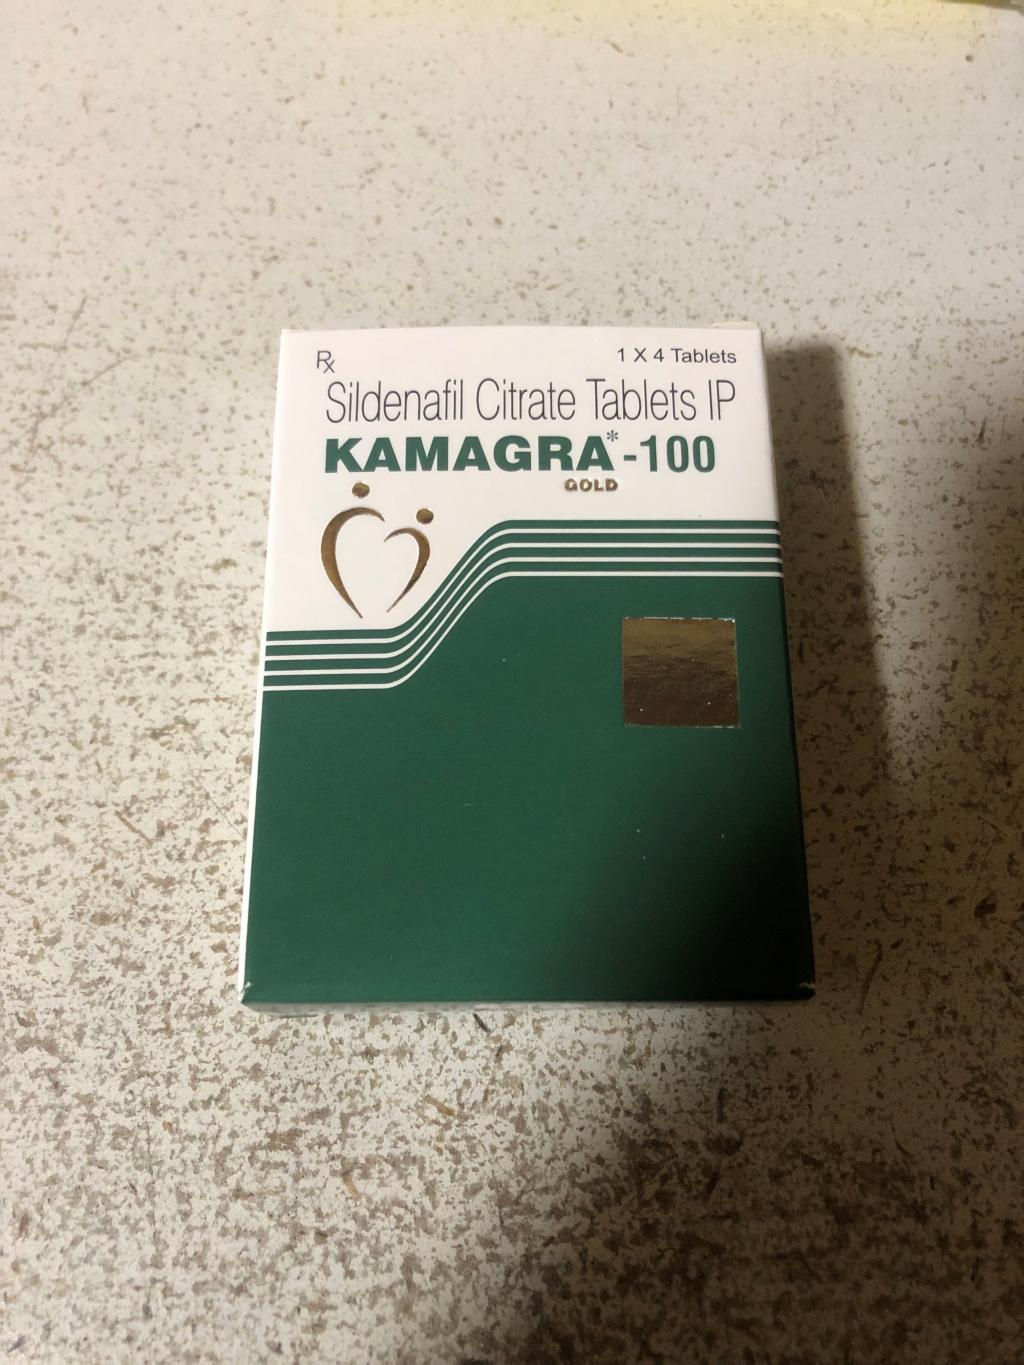 Rx
1 X 4 Tablets
Sildenafil Citrate Tablets IP
KAMAGRA*-100
GOLD